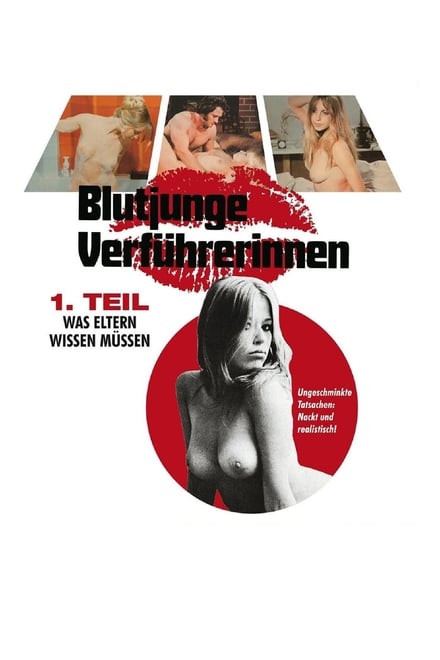 Blutjunge
Verführerinnen
1. TEIL
WAS ELTERN
WISSEN MÜSSEN
Ungeschminkte
Tatsachen:
Nackt und
realistisch!